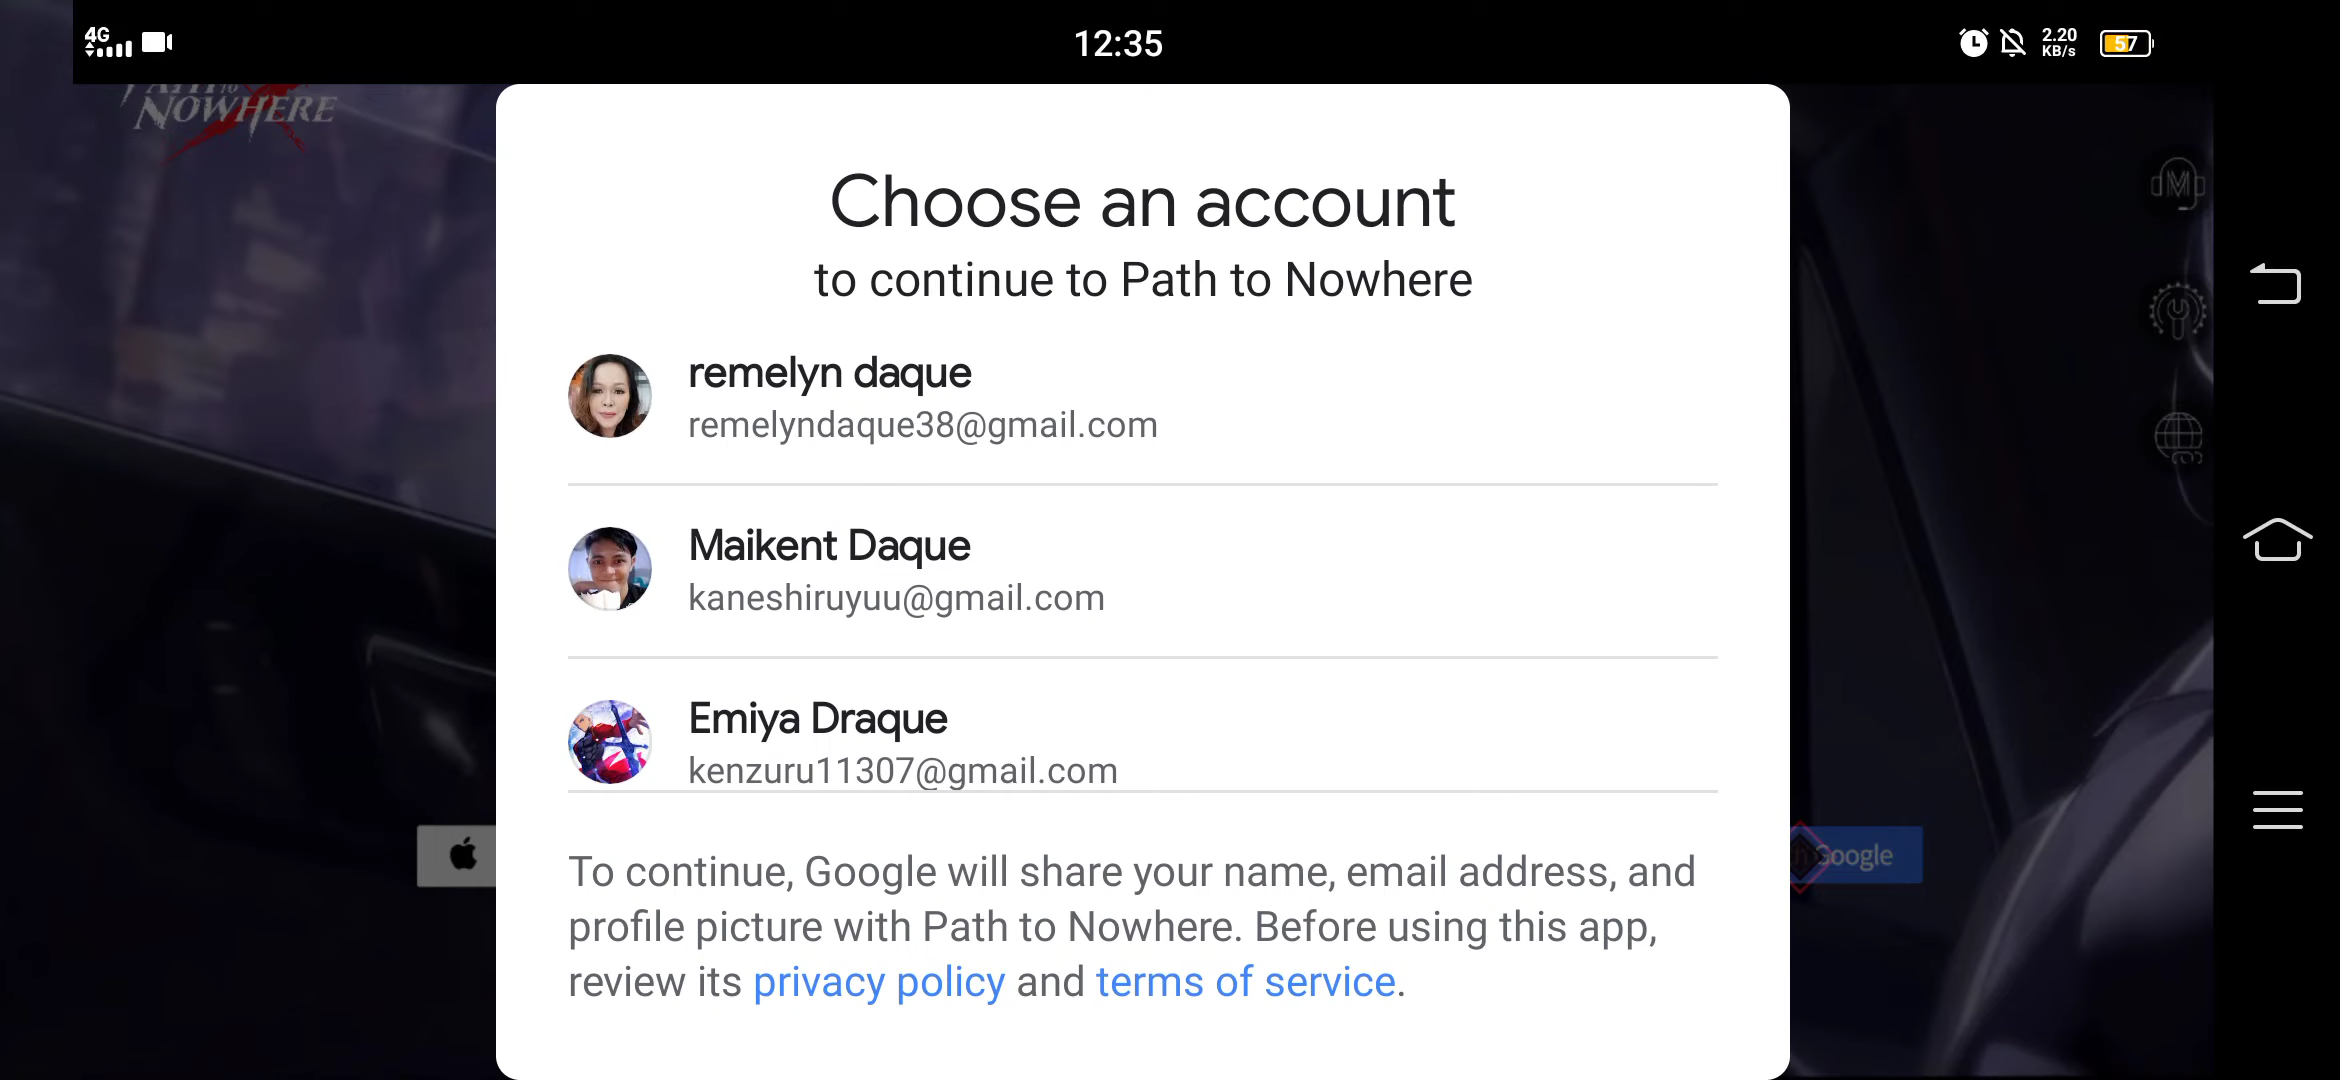 4G
12:35
2.20
KB/s
57
PATH TO
NOWHERE
Choose an account
to continue to Path to Nowhere
remelyn daque
remelyndaque38@gmail.com
Maikent Daque
kaneshiruyuu@gmail.com
Emiya Draque
kenzuru11307@gmail.com
Google
To continue, Google will share your name, email address, and
profile picture with Path to Nowhere. Before using this app,
review its privacy policy and terms of service.